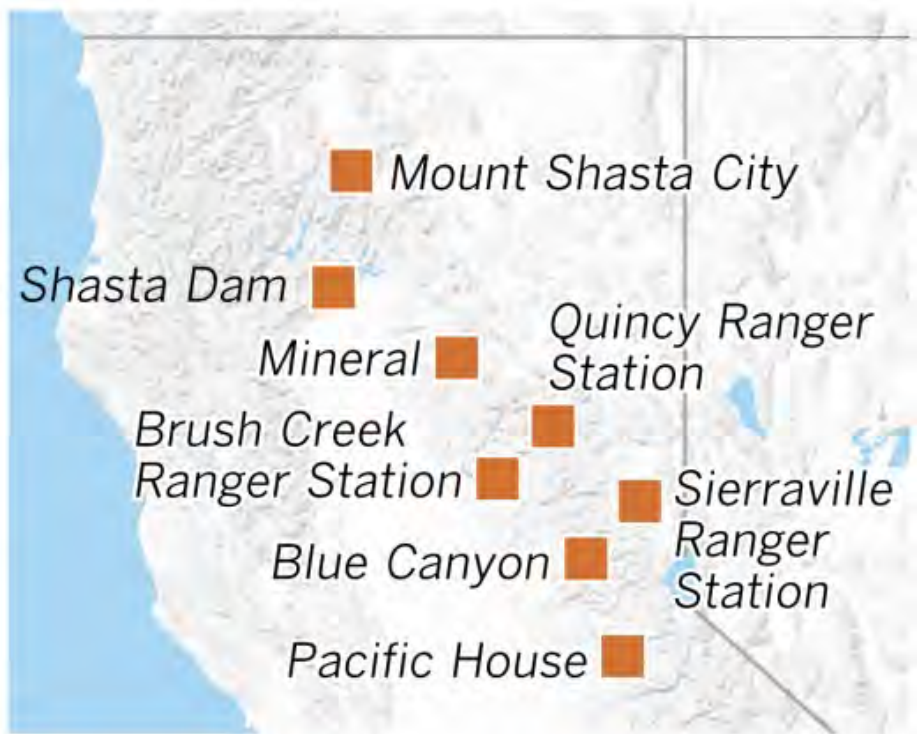 Mount Shasta City
Shasta Dam
Quincy Ranger
Station
Mineral
Brush Creek
Ranger Station
Sierraville
Ranger
Station
Blue Canyon
Pacific House